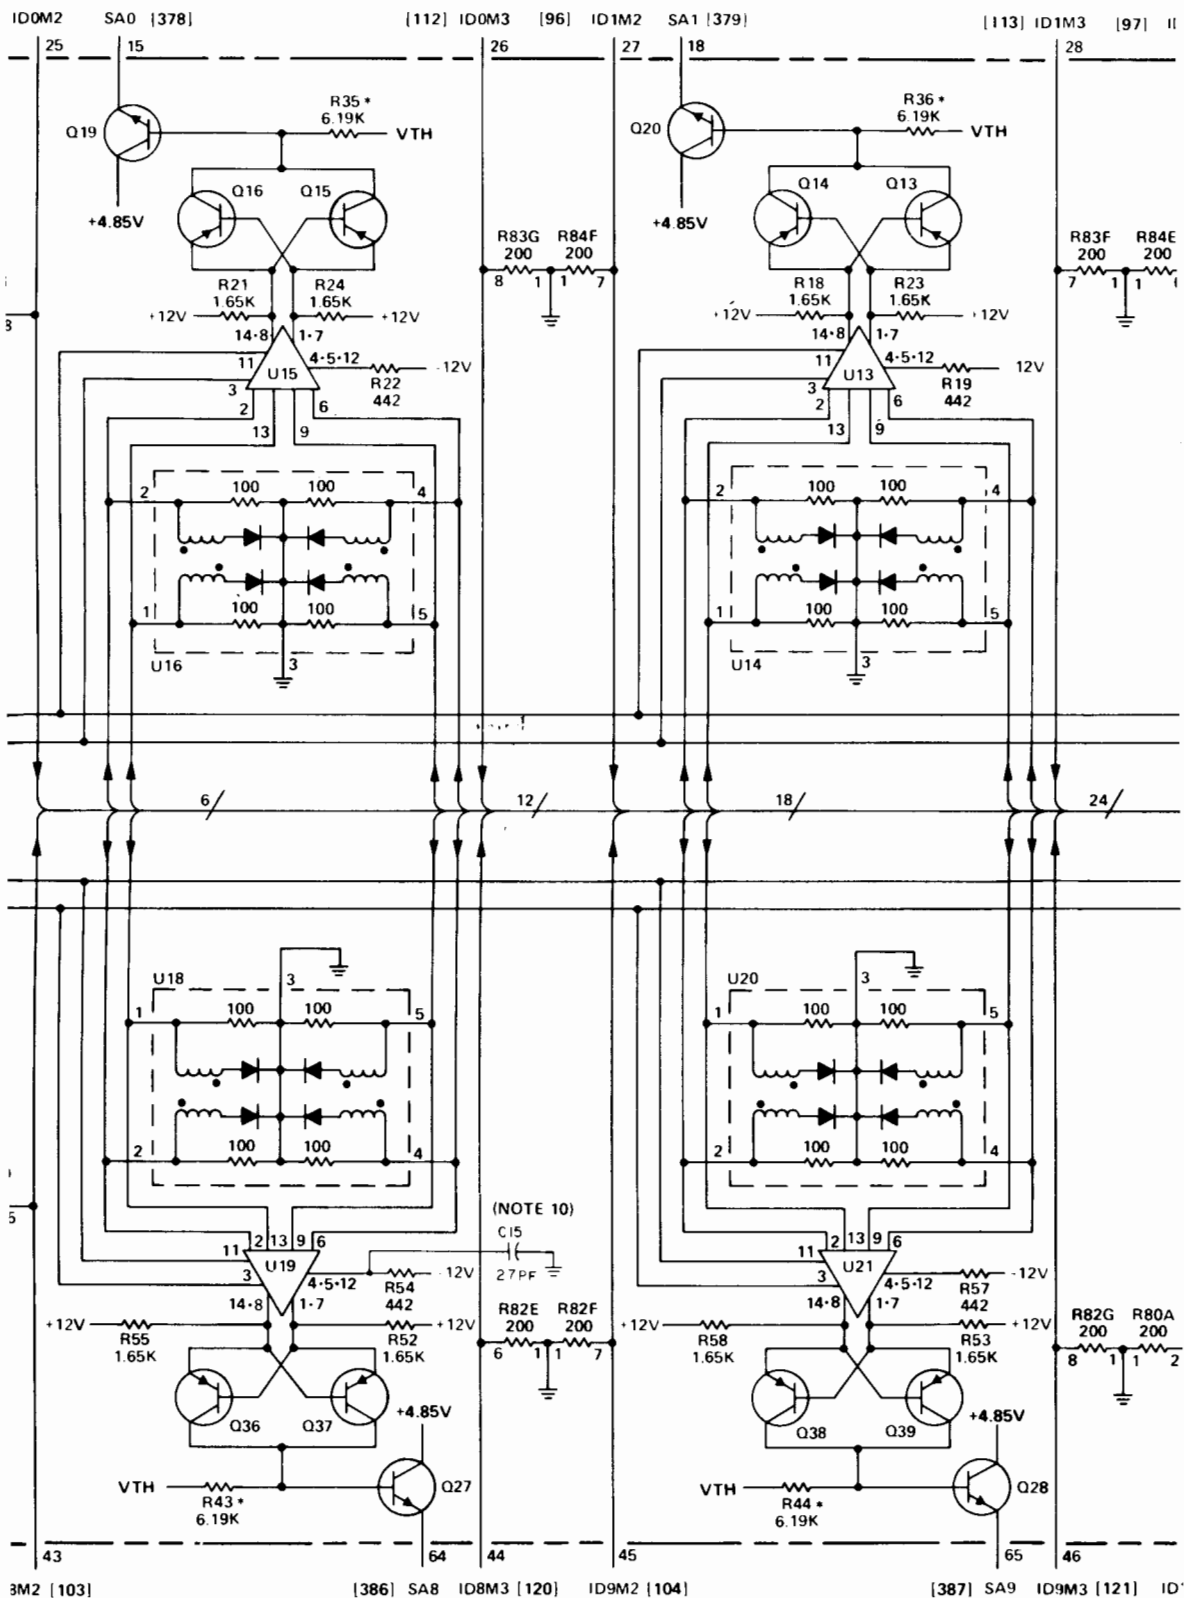 ID0M2 SA0 [378] [112] ID0M3 [96] ID1M2 SA1 [379] [113] ID1M3 [97]
25 15 26 27 18 28
R35 * R36 *
6.19K 6.19K
Q19 VTH Q20 VTH
Q16 Q15 Q14 Q13
+4.85V +4.85V
R83G R84F R83F R84E
200 200 200 200
8 1 1 7 7 1 1
R21 R24 R18 R23
1.65K 1.65K 1.65K 1.65K
+12V +12V +12V +12V
14·8 1·7 14·8 1·7
11 4·5·12 -12V 11 4·5·12 12V
U15 R22 U13 R19
3 442 3 442
2 6 2 6
13 9 13 9
100 100 100 100
2 4 2 4
100 100 100 100
1 5 1 5
U16 3 U14 3
6 12 18 24
U18 3 U20 3
100 100 100 100
1 5 1 5
100 100 100 100
2 4 2 4
(NOTE 10)
2 13 9 6 C15 2 13 9 6
11 U19 11 U21
3 4·5·12 27PF -12V 3 4·5·12 R57 -12V
R54 442
442
14·8 1·7 R82E R82F 14·8 1·7 R82G R80A
200 200 200 200
+12V R55 R52 +12V +12V R58 R53 +12V
1.65K 1.65K 6 1 1 7 1.65K 1.65K 8 1 1 2
Q36 Q37 +4.85V Q38 Q39 +4.85V
VTH R43 * Q27 VTH R44 * Q28
6.19K 6.19K
43 64 44 45 65 46
M2 [103] [386] SA8 ID8M3 [120] ID9M2 [104] [387] SA9 ID9M3 [121]